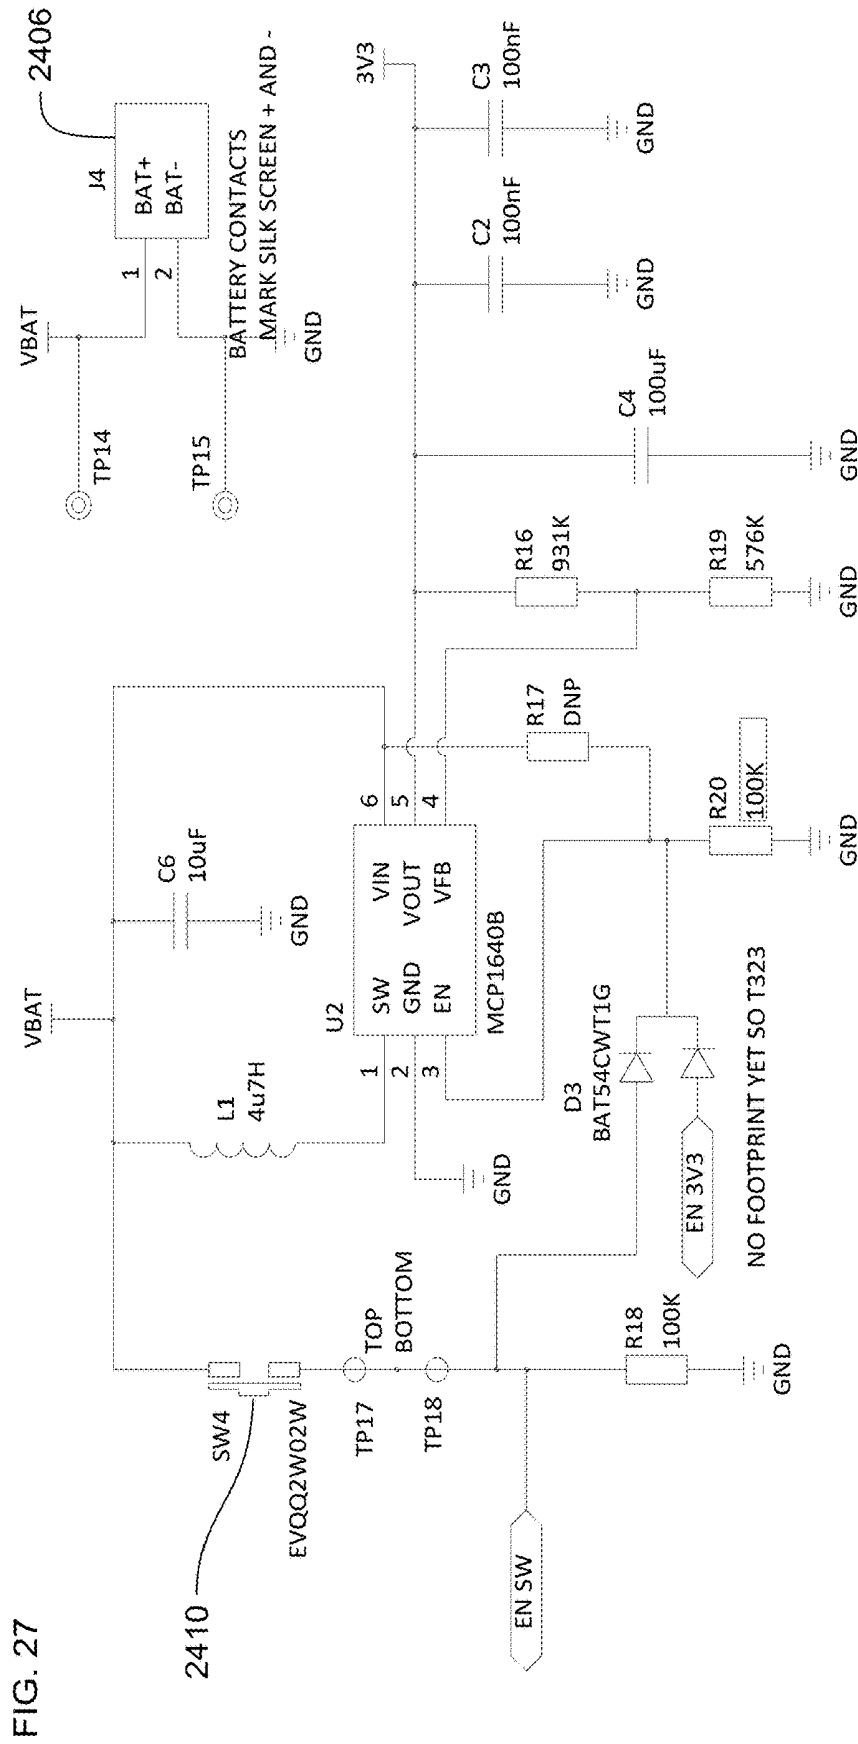 FIG. 27
2410
SW4
EVQQ2W02W
TP17
TOP
BOTTOM
TP18
EN SW
R18
100K
GND
VBAT
L1
4u7H
C6
10uF
GND
U2
SW
GND
EN
VIN
VOUT
VFB
1
2
3
6
5
4
MCP1640B
GND
D3
BAT54CWT1G
EN 3V3
NO FOOTPRINT YET SO T323
R17
DNP
R20
100K
GND
R16
931K
R19
576K
GND
C4
100uF
GND
C2
100nF
GND
C3
100nF
GND
3V3
VBAT
TP14
TP15
1
2
J4
BAT+
BAT-
2406
BATTERY CONTACTS
MARK SILK SCREEN + AND -
GND